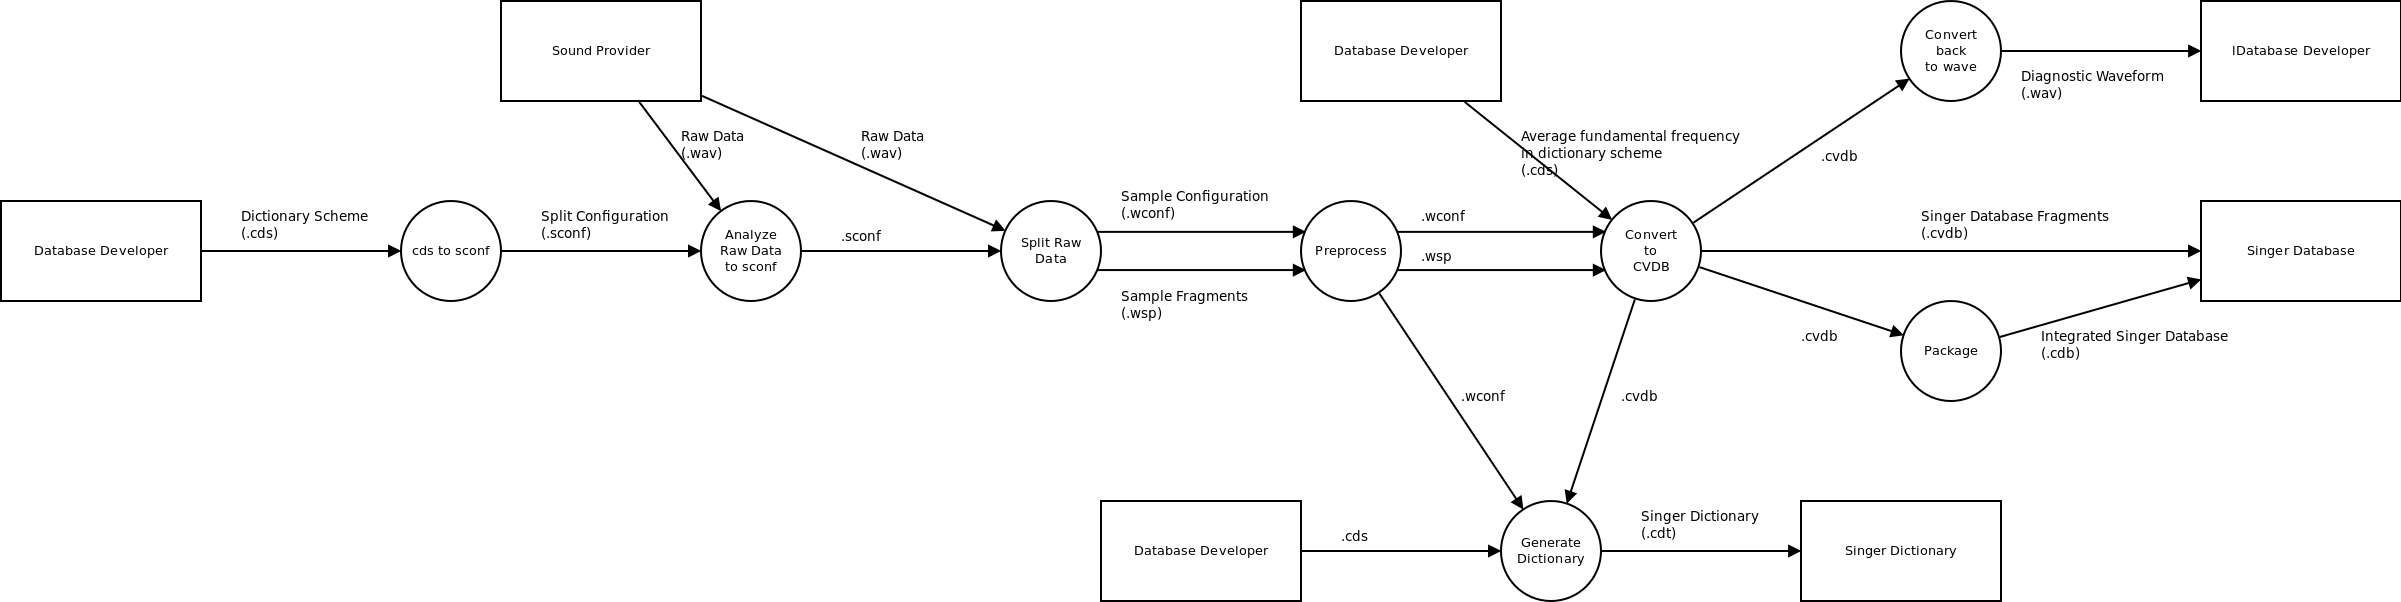 Sound Provider
Database Developer
Convert
back
to wave
lDatabase Developer
Diagnostic Waveform
(.wav)
Raw Data
(.wav)
Raw Data
(.wav)
Average fundamental frequency
in dictionary scheme
(.cds)
.cvdb
Database Developer
Dictionary Scheme
(.cds)
cds to sconf
Split Configuration
(.sconf)
Analyze
Raw Data
to sconf
.sconf
Split Raw
Data
Sample Configuration
(.wconf)
Sample Fragments
(.wsp)
Preprocess
.wconf
.wsp
Convert
to
CVDB
Singer Database Fragments
(.cvdb)
Singer Database
.cvdb
Package
Integrated Singer Database
(.cdb)
.wconf
.cvdb
Database Developer
.cds
Generate
Dictionary
Singer Dictionary
(.cdt)
Singer Dictionary